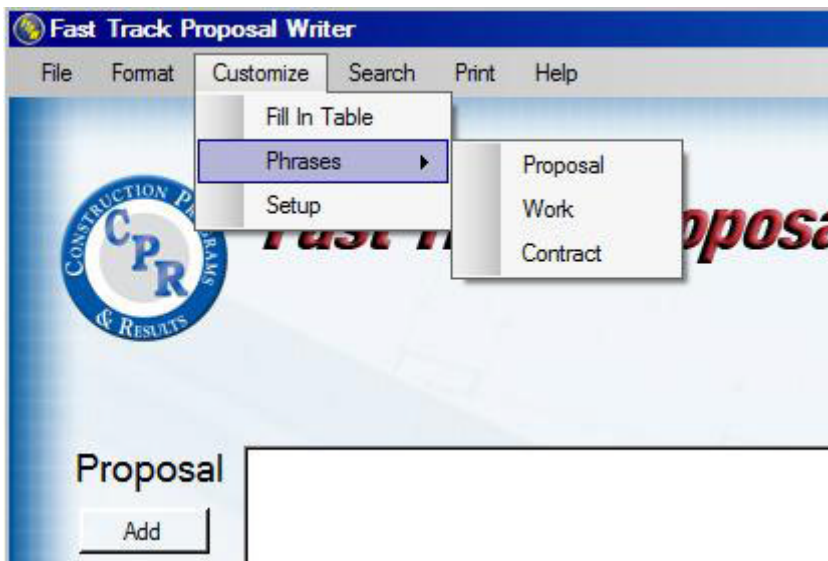 Fast Track Proposal Writer
File Format Customize Search Print Help
Fill In Table
Phrases
Setup
Proposal
Work
Contract
CONSTRUCTION PROGRAMS
CPR
& RESULTS
Proposal
Add